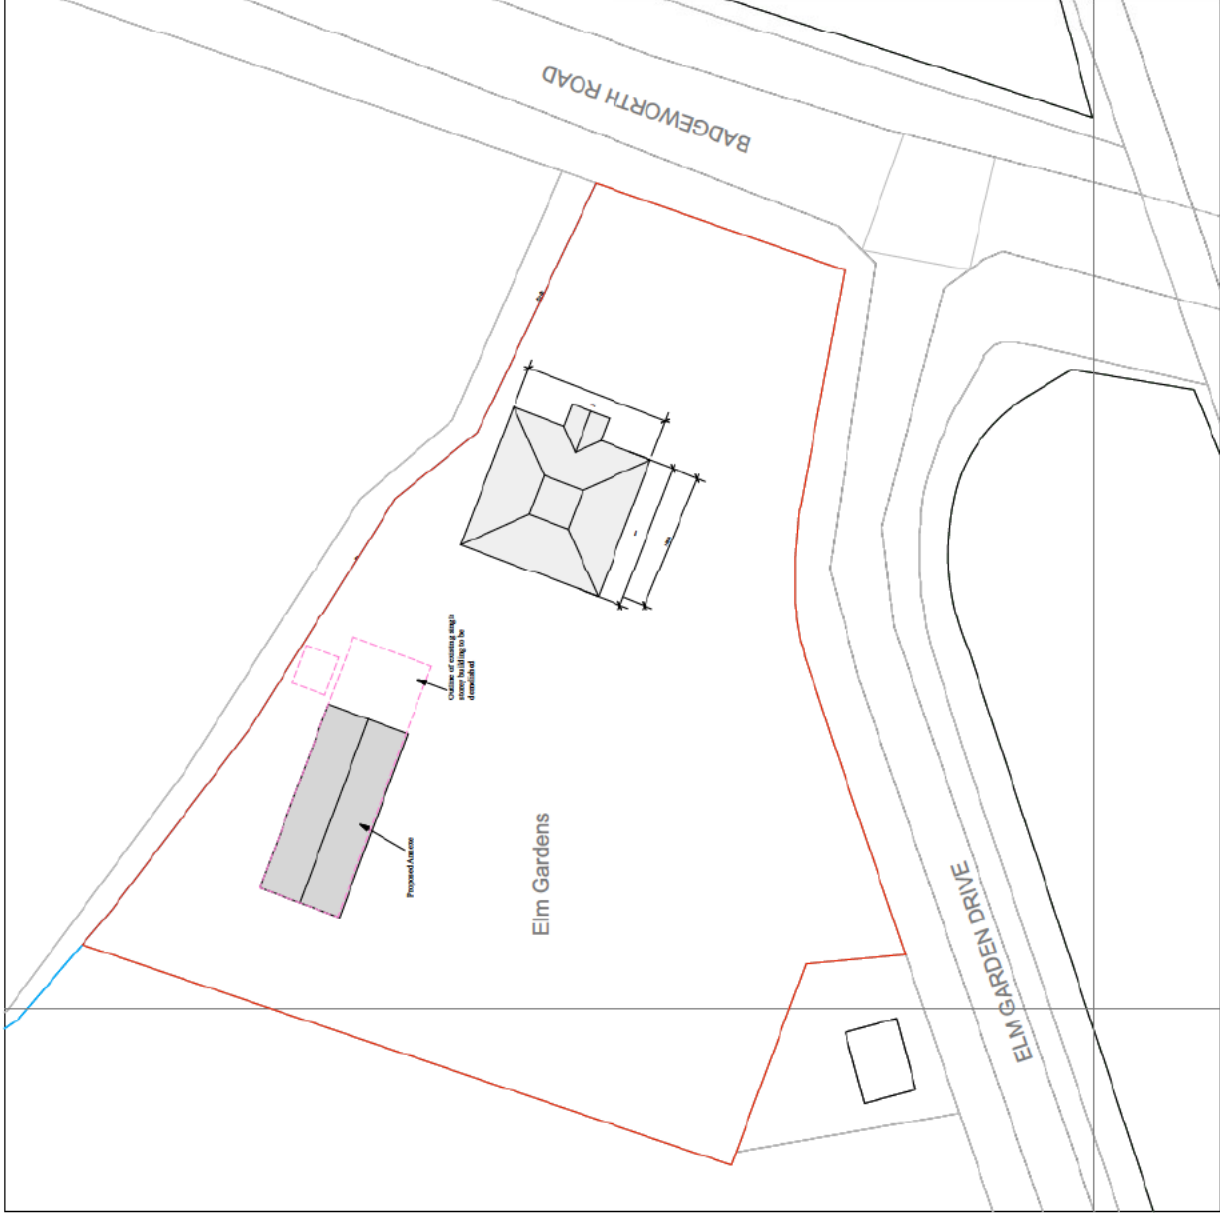 BADGEWORTH ROAD
Outline of existing single
storey building to be
demolished
Proposed Annexe
Elm Gardens
ELM GARDEN DRIVE